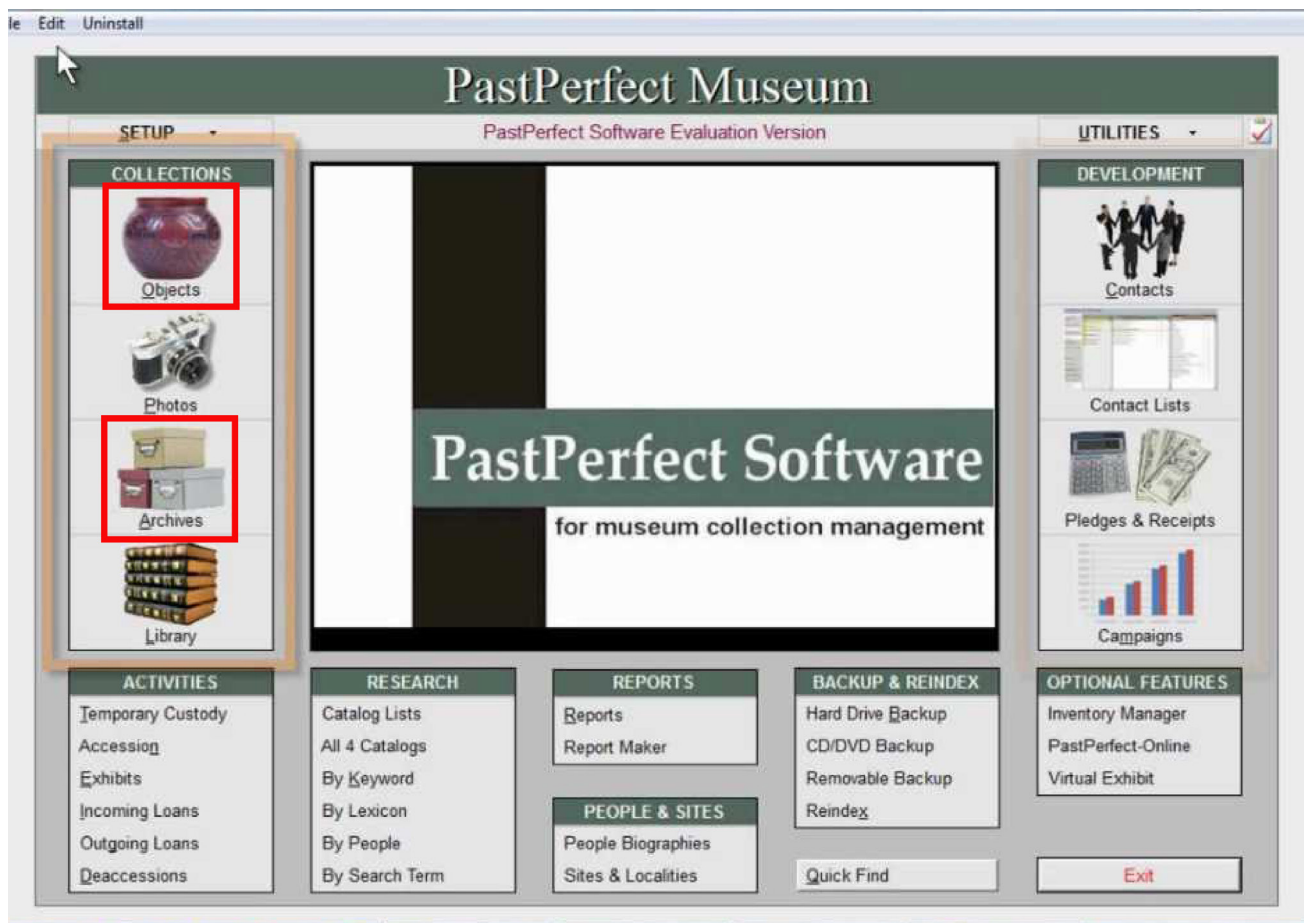 le Edit Uninstall
PastPerfect Museum
SETUP
PastPerfect Software Evaluation Version
UTILITIES
COLLECTIONS
Objects
Photos
Archives
Library
PastPerfect Software
for museum collection management
DEVELOPMENT
Contacts
Contact Lists
Pledges & Receipts
Campaigns
ACTIVITIES
Temporary Custody
Accession
Exhibits
Incoming Loans
Outgoing Loans
Deaccessions
RESEARCH
Catalog Lists
All 4 Catalogs
By Keyword
By Lexicon
By People
By Search Term
REPORTS
Reports
Report Maker
PEOPLE & SITES
People Biographies
Sites & Localities
BACKUP & REINDEX
Hard Drive Backup
CD/DVD Backup
Removable Backup
Reindex
Quick Find
OPTIONAL FEATURES
Inventory Manager
PastPerfect-Online
Virtual Exhibit
Exit